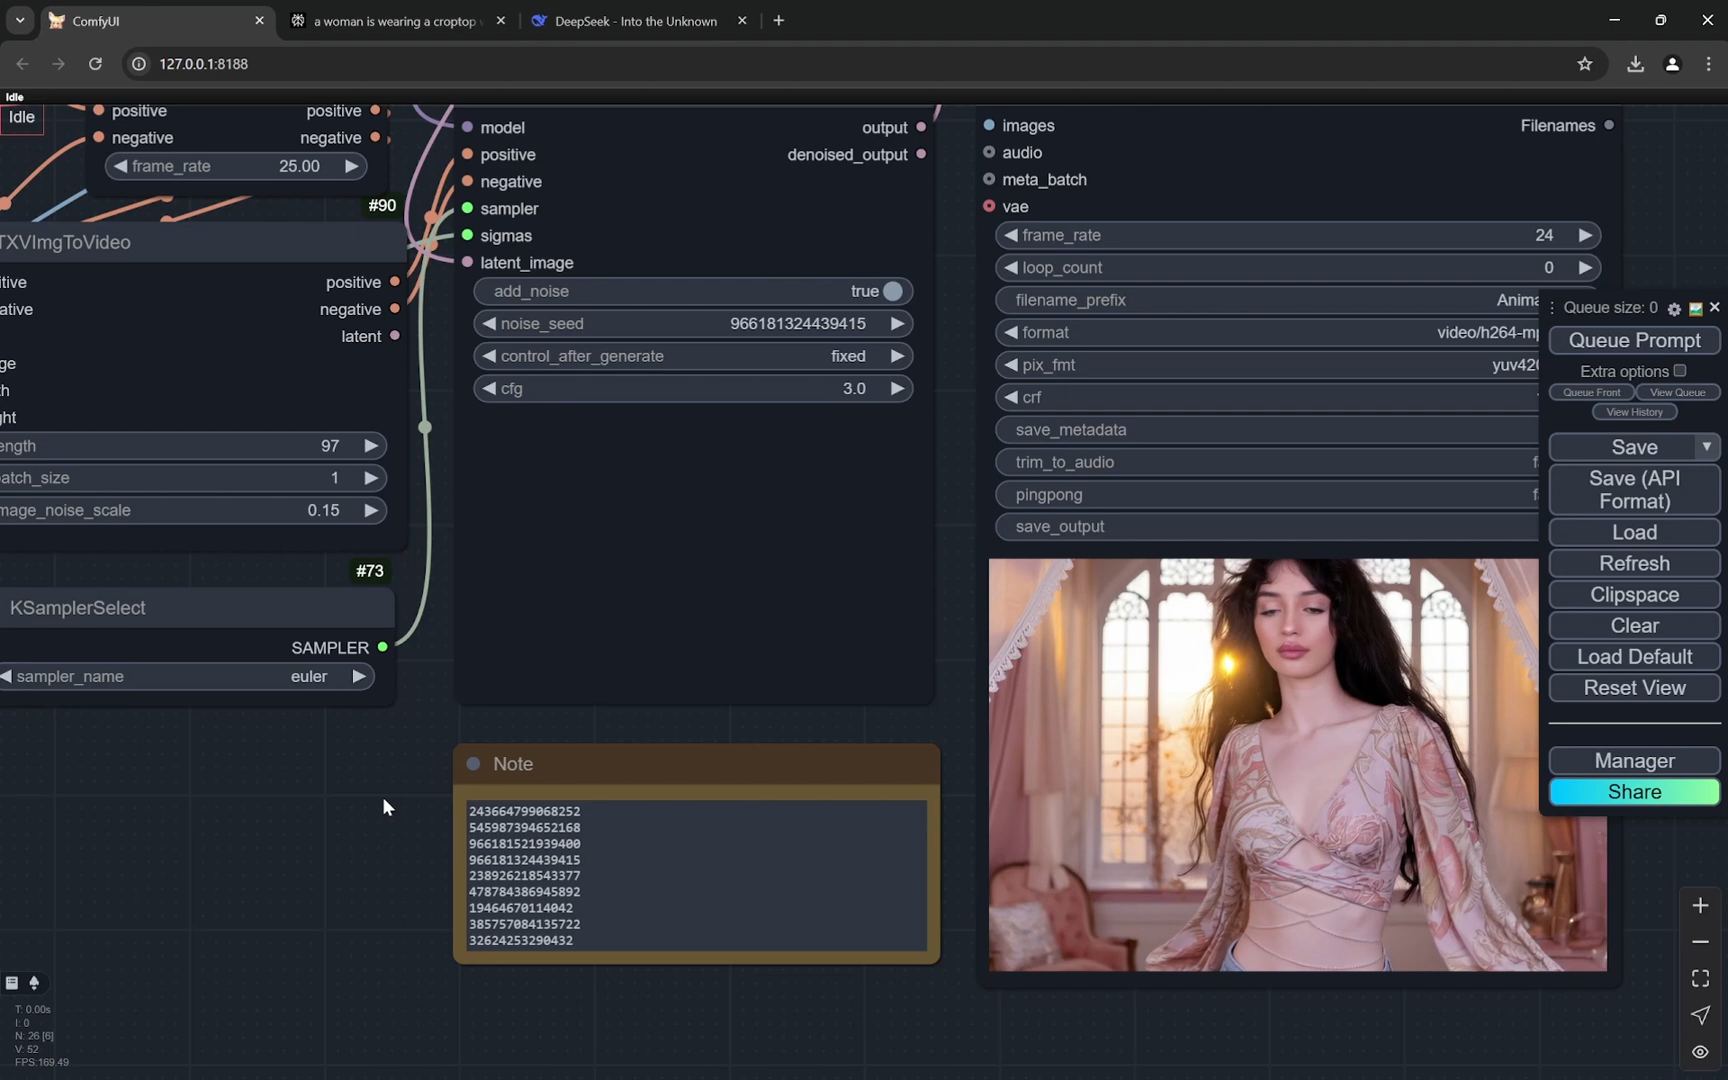 ComfyUI
a woman is wearing a croptop
DeepSeek - Into the Unknown
127.0.0.1:8188
Idle
Idle
positive positive
negative negative
frame_rate 25.00
#90
TXVImgToVideo
itive positive
ative negative
latent
ge
th
ght
ength 97
atch_size 1
mage_noise_scale 0.15
#73
KSamplerSelect
SAMPLER
sampler_name euler
model output
positive denoised_output
negative
sampler
sigmas
latent_image
add_noise true
noise_seed 966181324439415
control_after_generate fixed
cfg 3.0
Note
243664799068252
545987394652168
966181521939400
966181324439415
238926218543377
478784386945892
19464670114042
385757084135722
32624253290432
images Filenames
audio
meta_batch
vae
frame_rate 24
loop_count 0
filename_prefix Anima
format video/h264-mp
pix_fmt yuv420
crf
save_metadata
trim_to_audio f
pingpong f
save_output
Queue size: 0
Queue Prompt
Extra options
Queue Front View Queue
View History
Save
Save (API
Format)
Load
Refresh
Clipspace
Clear
Load Default
Reset View
Manager
Share
T: 0.00s
I: 0
N: 26 [6]
V: 52
FPS:169.49